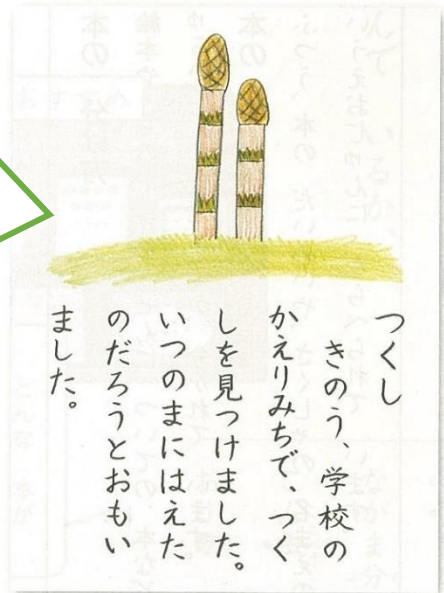 つくし
きのう、学校の
かえりみちで、つく
しを見つけました。
いつのまにはえた
のだろうとおもい
ました。